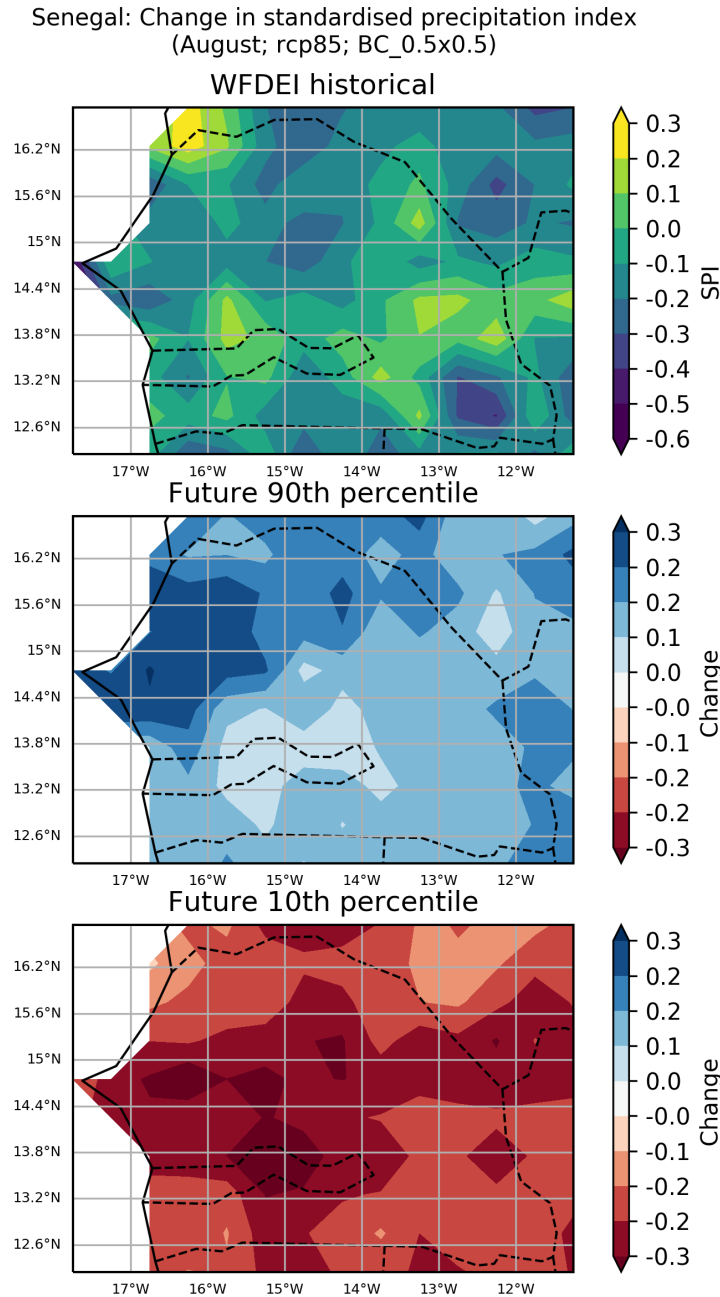 Senegal: Change in standardised precipitation index
(August; rcp85; BC_0.5x0.5)
WFDEI historical
16.2°N
15.6°N
15°N
14.4°N
13.8°N
13.2°N
12.6°N
17°W 16°W 15°W 14°W 13°W 12°W
0.3
0.2
0.1
0.0
-0.1
-0.2
-0.3
-0.4
-0.5
-0.6
SPI
Future 90th percentile
16.2°N
15.6°N
15°N
14.4°N
13.8°N
13.2°N
12.6°N
17°W 16°W 15°W 14°W 13°W 12°W
0.3
0.2
0.2
0.1
0.0
-0.0
-0.1
-0.2
-0.2
-0.3
Change
Future 10th percentile
16.2°N
15.6°N
15°N
14.4°N
13.8°N
13.2°N
12.6°N
17°W 16°W 15°W 14°W 13°W 12°W
0.3
0.2
0.2
0.1
0.0
-0.0
-0.1
-0.2
-0.2
-0.3
Change